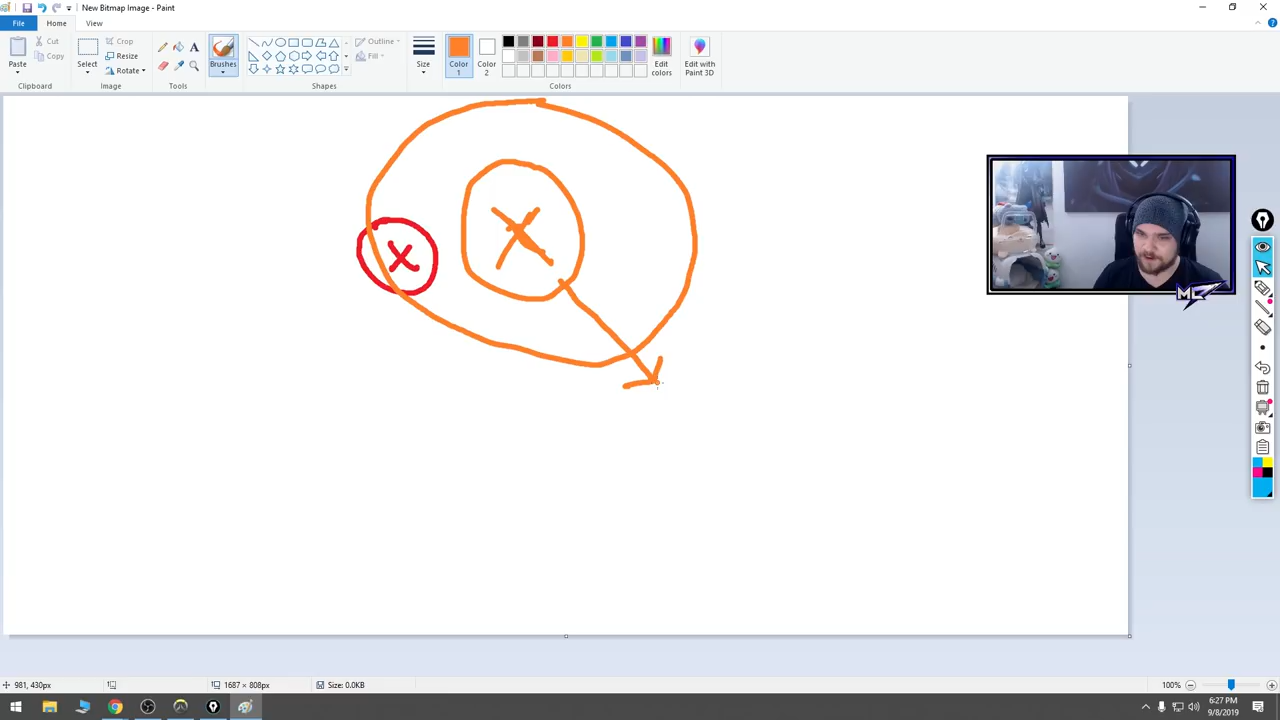 New Bitmap Image - Paint
File
Home
View
Paste
Cut
Copy
Clipboard
Select
Crop
Resize
Rotate
Image
A
Tools
Brushes
Outline
Fill
Shapes
Size
Color
1
Color
2
Edit
colors
Edit with
Paint 3D
Colors
X
X
981, 430px
1687 × 808px
Size: 0.0KB
100%
6:27 PM
9/8/2019